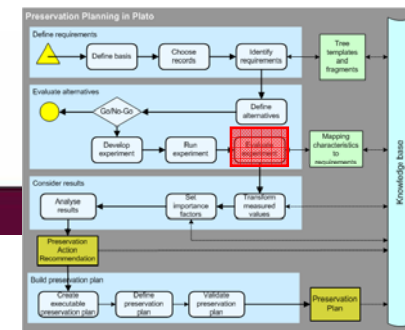 Preservation Planning in Plato
Define requirements
Define basis
Choose
records
Identify
requirements
Tree
templates
and
fragments
Evaluate alternatives
Go/No-Go
Define
alternatives
Develop
experiment
Run
experiment
Evaluate
experiment
Mapping
characteristics
to
requirements
Knowledge base
Consider results
Analyse
results
Set
importance
factors
Transform
measured
values
Preservation
Action
Recommendation
Build preservation plan
Create
executable
preservation plan
Define
preservation
plan
Validate
preservation
plan
Preservation
Plan